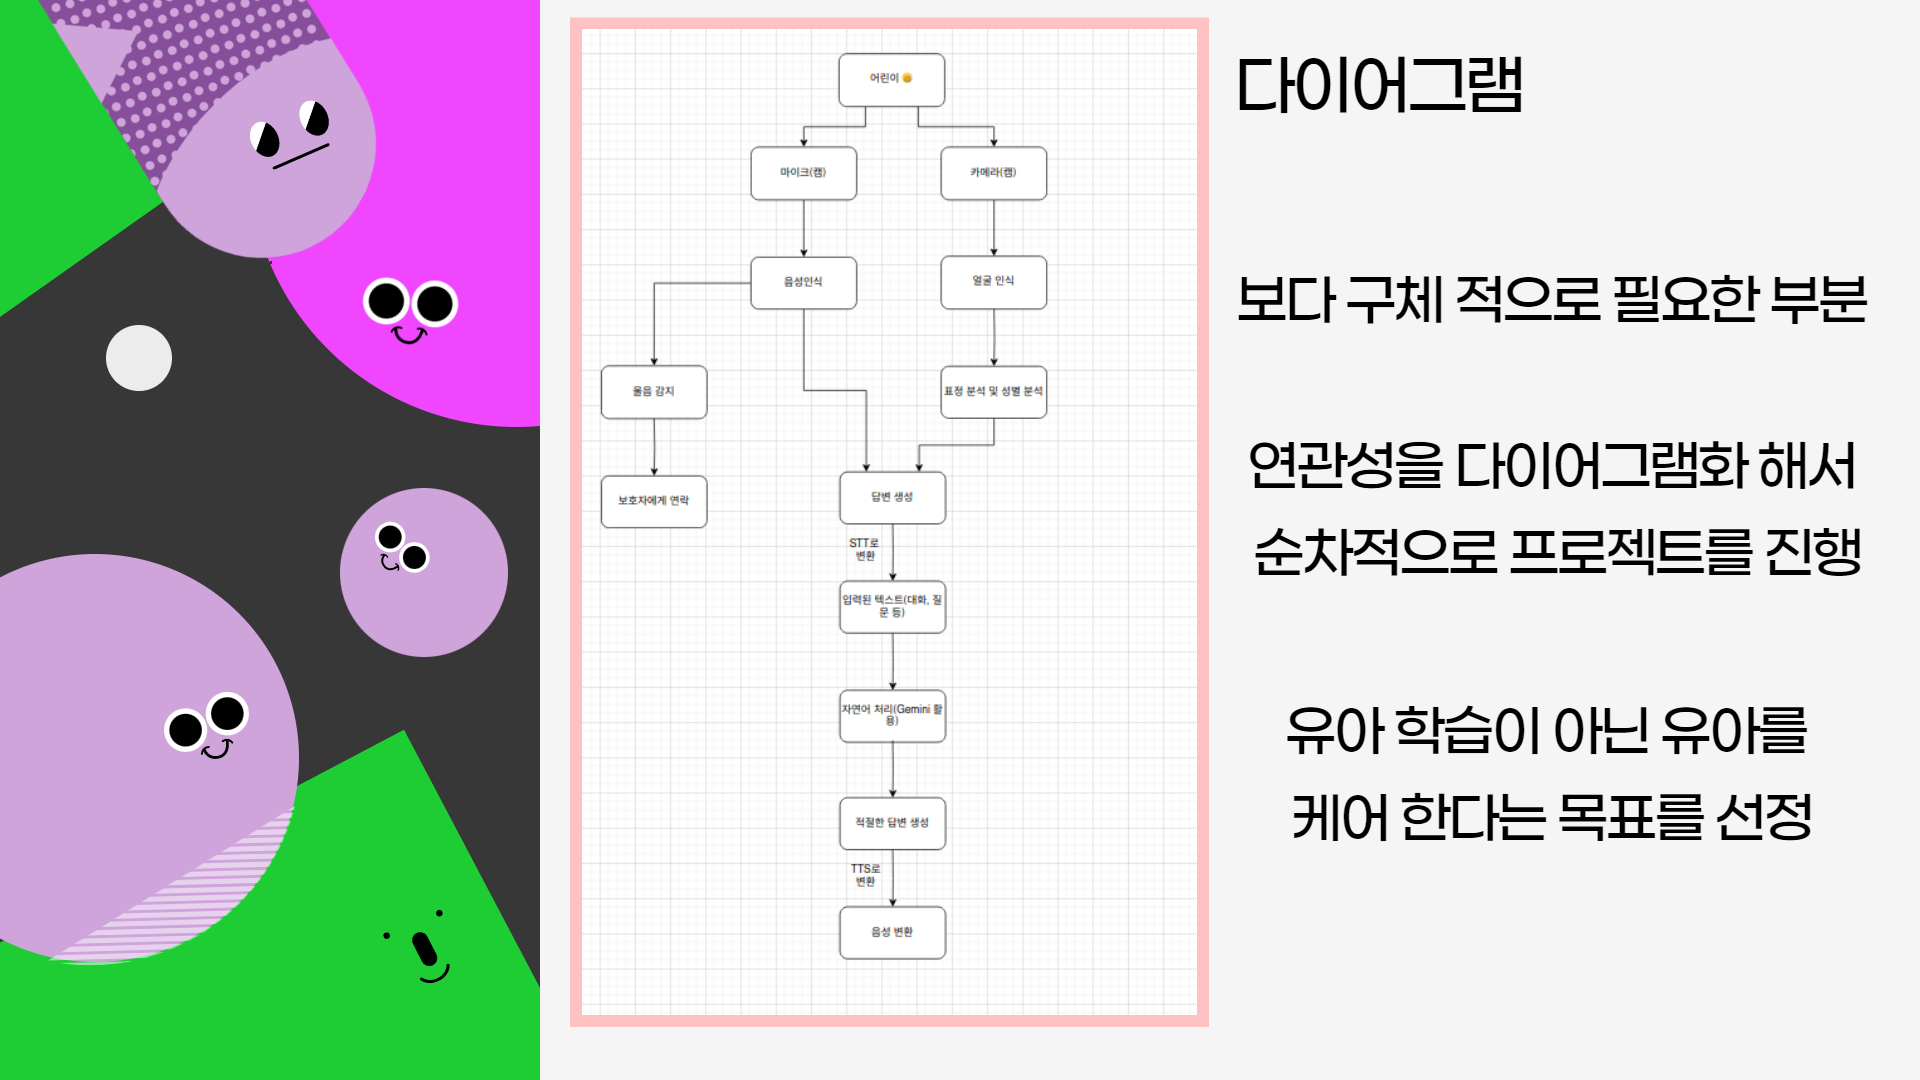 다이어그램
어린이
마이크(캠)
카메라(캠)
음성인식
얼굴 인식
울음 감지
표정 분석 및 성별 분석
보호자에게 연락
답변 생성
STT로
변환
입력된 텍스트(대화, 질
문 등)
자연어 처리(Gemini 활
용)
적절한 답변 생성
TTS로
변환
음성 변환
보다 구체 적으로 필요한 부분
연관성을 다이어그램화 해서
순차적으로 프로젝트를 진행
유아 학습이 아닌 유아를
케어 한다는 목표를 선정